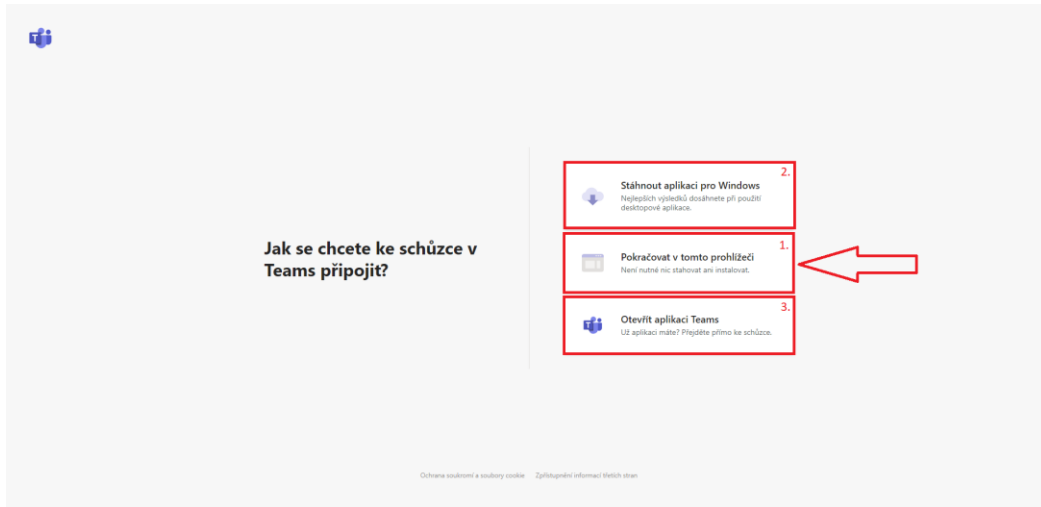 Jak se chcete ke schůzce v
Teams připojit?
2.
Stáhnout aplikaci pro Windows
Nejlepších výsledků dosáhnete při použití
desktopové aplikace.
1.
Pokračovat v tomto prohlížeči
Není nutné nic stahovat ani instalovat.
3.
Otevřít aplikaci Teams
Už aplikaci máte? Přejděte přímo ke schůzce.
Ochrana soukromí a soubory cookie Zpřístupnění informací třetích stran